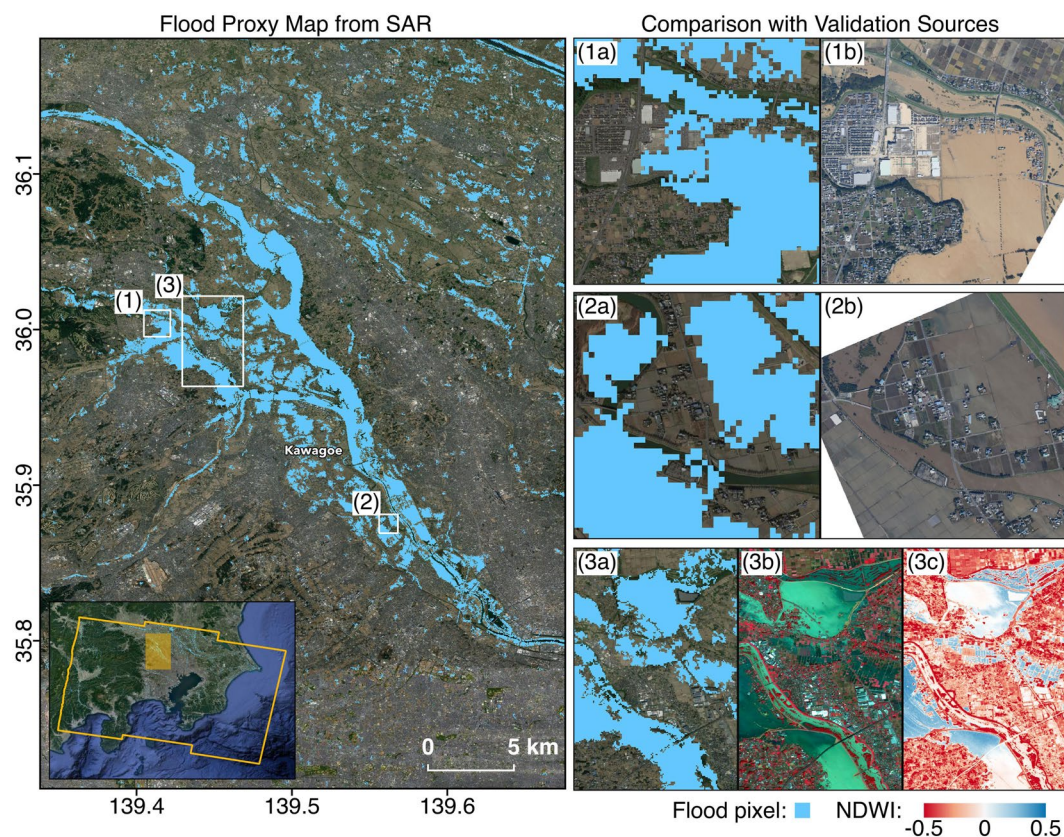 Flood Proxy Map from SAR
Comparison with Validation Sources
36.1
36.0
35.9
35.8
(1)
(3)
Kawagoe
(2)
0 5 km
139.4 139.5 139.6
(1a) (1b)
(2a) (2b)
(3a) (3b) (3c)
Flood pixel: NDWI:
-0.5 0 0.5